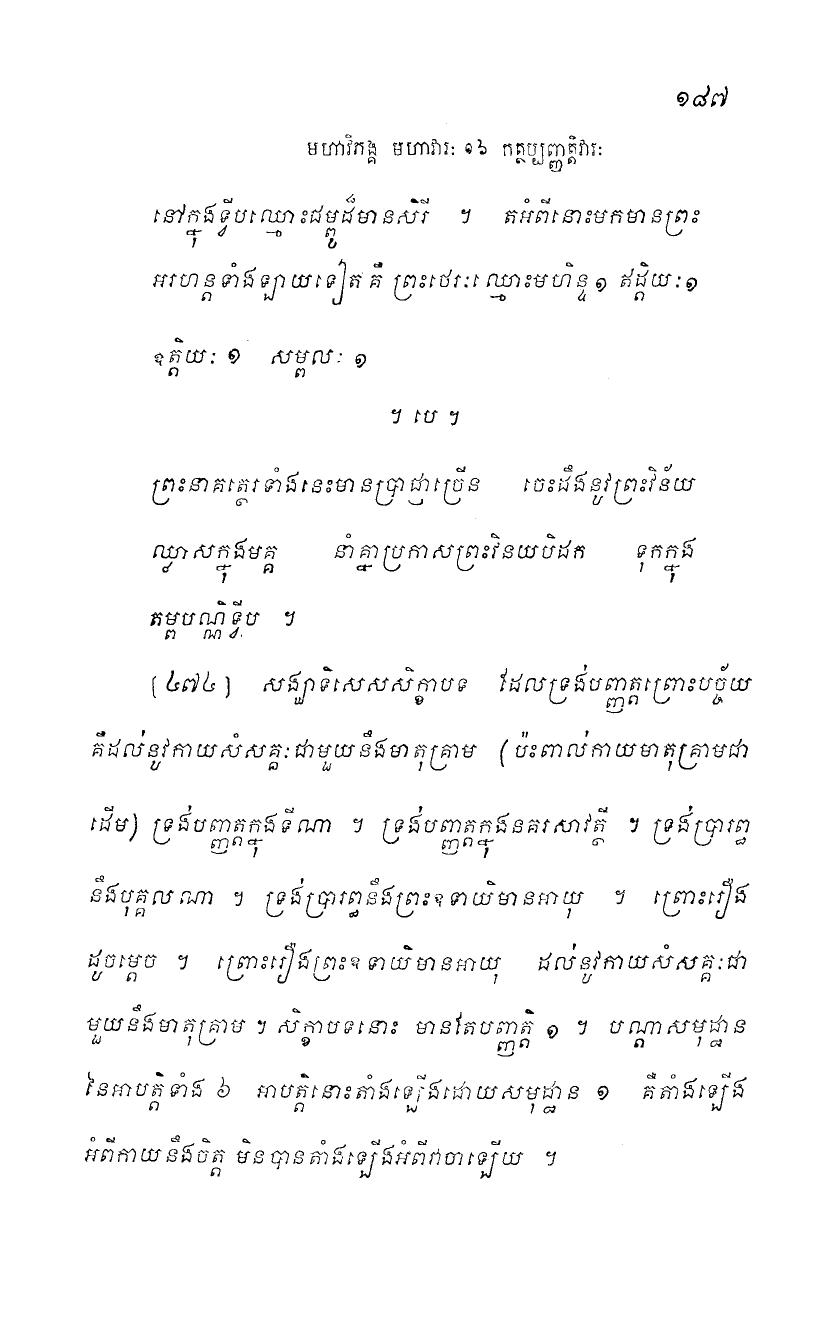 ១៨៧
មហាវិភង្គ មហាវារៈ ១៦ កត្ថប្បញ្ញត្តិវារៈ
នៅក្នុងទ្វីបឈ្មោះជម្ពូដ៏មានសិរី ។ តអំពីនោះមកមានព្រះ
អរហន្តទាំងឡាយទៀត គឺ ព្រះថេរៈឈ្មោះមហិន្ទ ១ ឥដ្តិយៈ ១
ឧត្តិយៈ ១ សម្ពលៈ ១
។ បេ ។
ព្រះនាគត្ថេរទាំងនេះមានប្រាជ្ញាច្រើន ចេះដឹងនូវព្រះវិន័យ
ឈ្លាសក្នុងមគ្គ នាំគ្នាប្រកាសព្រះវិនយបិដក ទុកក្នុង
តម្ពបណ្ណិទ្វីប ។
(៤៧៤) សង្ឃាទិសេសសិក្ខាបទ ដែលទ្រង់បញ្ញត្តព្រោះបច្ច័យ
គឺដល់នូវកាយសំសគ្គៈជាមួយនឹងមាតុគ្រាម (ប៉ះពាល់កាយមាតុគ្រាមជា
ដើម) ទ្រង់បញ្ញត្តក្នុងទីណា ។ ទ្រង់បញ្ញត្តក្នុងនគរសាវត្ថី ។ ទ្រង់ប្រារព្ធ
នឹងបុគ្គលណា ។ ទ្រង់ប្រារព្ធនឹងព្រះឧទាយិមានអាយុ ។ ព្រោះរឿង
ដូចម្តេច ។ ព្រោះរឿងព្រះឧទាយិមានអាយុ ដល់នូវកាយសំសគ្គៈជា
មួយនឹងមាតុគ្រាម ។ សិក្ខាបទនោះ មានតែបញ្ញត្តិ ១ ។ បណ្តាសមុដ្ឋាន
នៃអាបត្តិទាំង ៦ អាបត្តិនោះតាំងឡើងដោយសមុដ្ឋាន ១ គឺតាំងឡើង
អំពីកាយនឹងចិត្ត មិនបានតាំងឡើងអំពីវាចាឡើយ ។